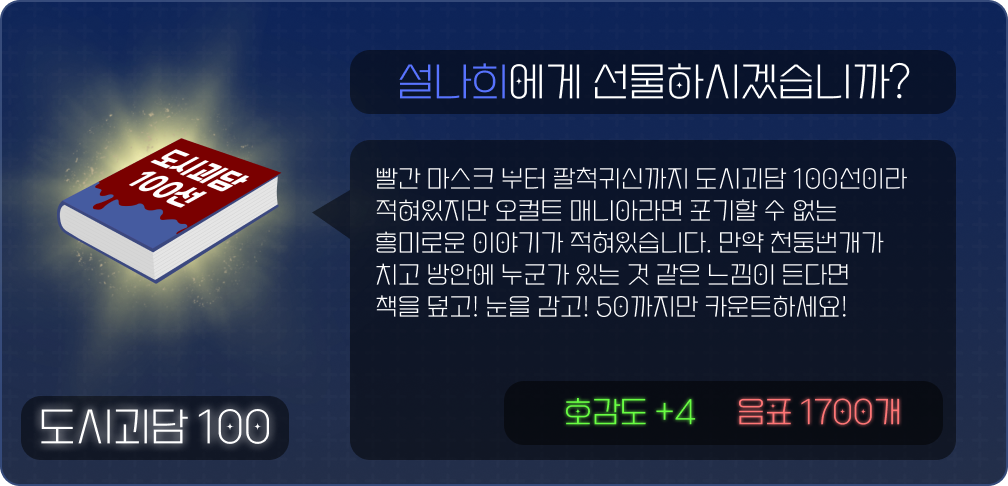 설나희에게 선물하시겠습니까?
도시괴담
100선
빨간 마스크 부터 팔척귀신까지 도시괴담 100선이라
적혀있지만 오컬트 매니아라면 포기할 수 없는
흥미로운 이야기가 적혀있습니다. 만약 천둥번개가
치고 방안에 누군가 있는 것 같은 느낌이 든다면
책을 덮고! 눈을 감고! 50까지만 카운트하세요!
호감도 +4 음표 1700개
도시괴담 100